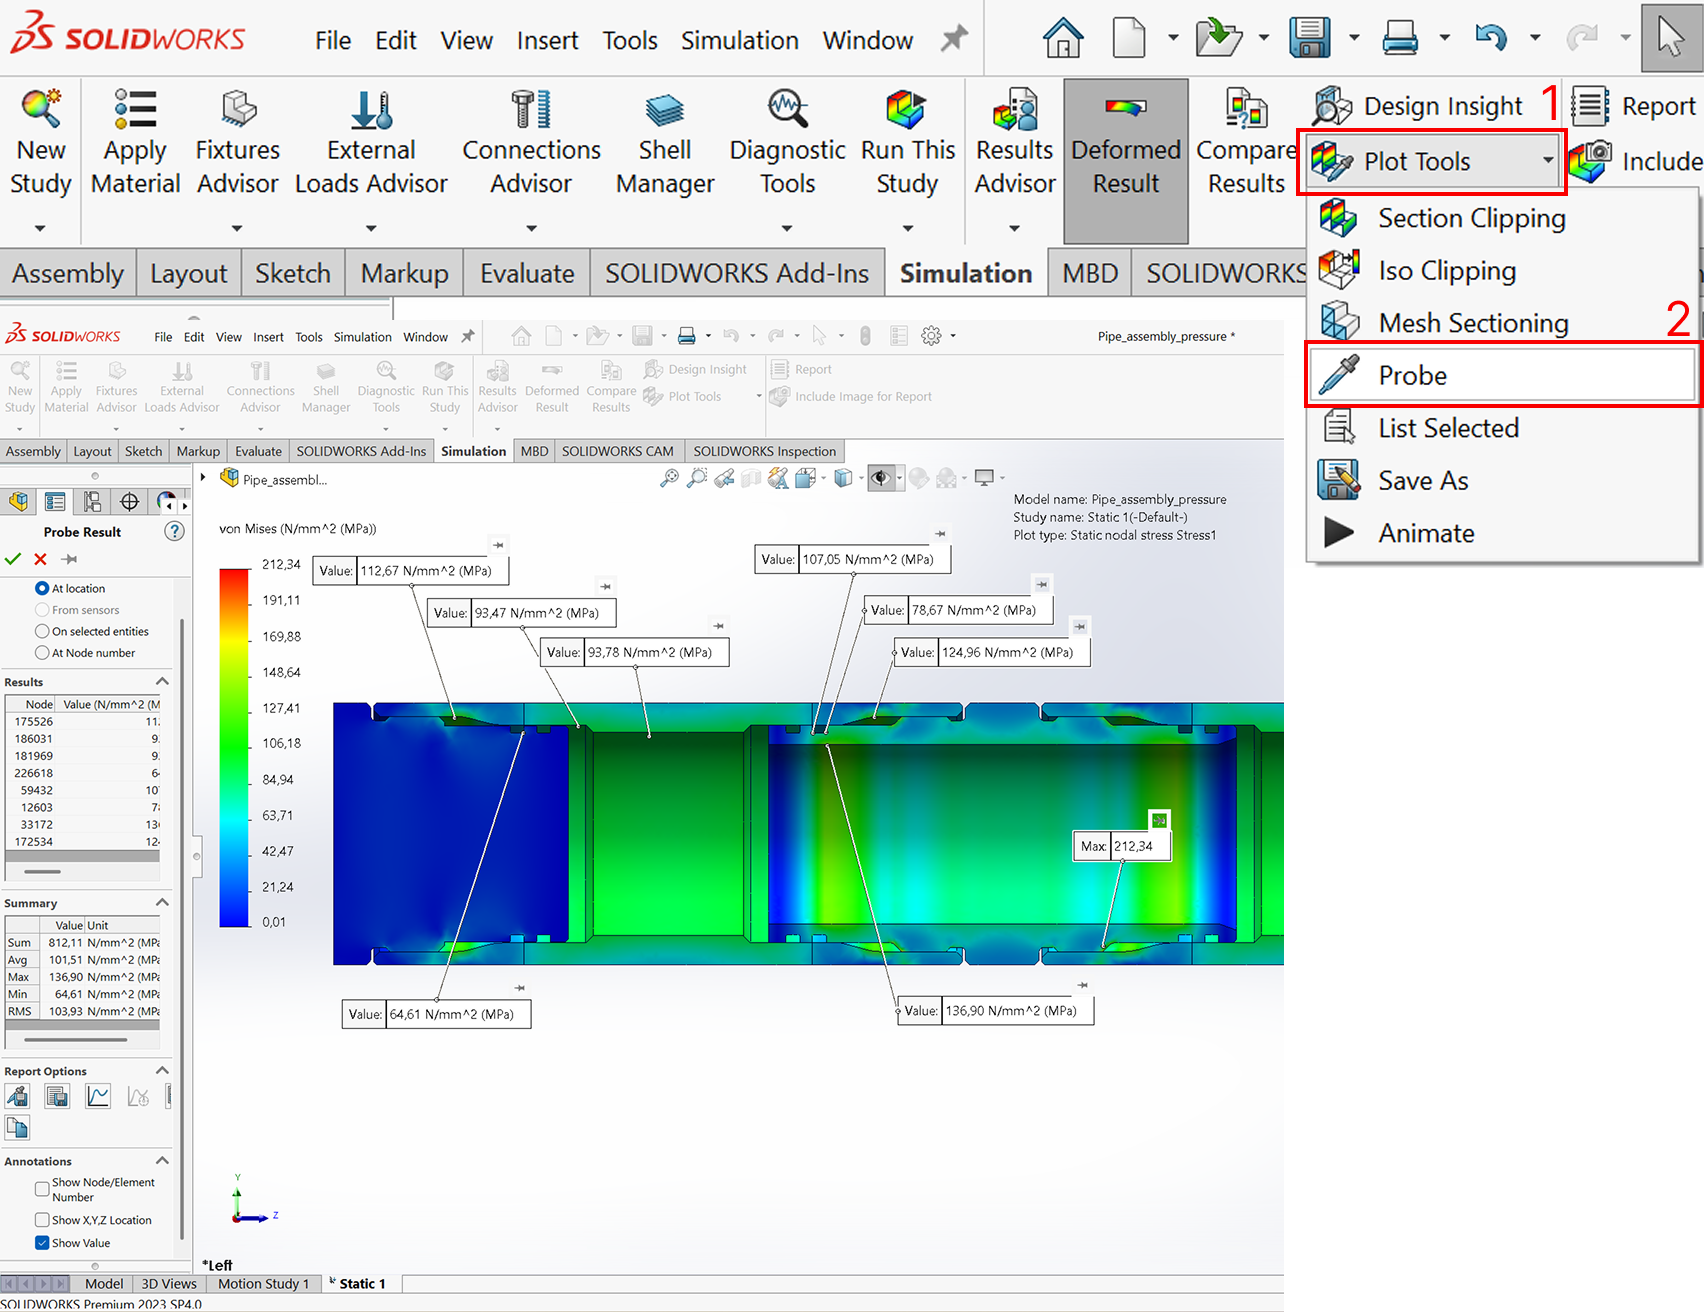 SOLIDWORKS File Edit View Insert Tools Simulation Window
New Study
Apply Material
Fixtures Advisor
External Loads Advisor
Connections Advisor
Shell Manager
Diagnostic Tools
Run This Study
Results Advisor
Deformed Result
Compare Results
Design Insight
1
Report
Plot Tools
Include
Section Clipping
Iso Clipping
Mesh Sectioning
2
Probe
List Selected
Save As
Animate
Assembly Layout Sketch Markup Evaluate SOLIDWORKS Add-Ins Simulation MBD SOLIDWORKS
SOLIDWORKS File Edit View Insert Tools Simulation Window Pipe_assembly_pressure *
New Study
Apply Material
Fixtures Advisor
External Loads Advisor
Connections Advisor
Shell Manager
Diagnostic Tools
Run This Study
Results Advisor
Deformed Result
Compare Results
Design Insight
Plot Tools
Report
Include Image for Report
Assembly Layout Sketch Markup Evaluate SOLIDWORKS Add-Ins Simulation MBD SOLIDWORKS CAM SOLIDWORKS Inspection
Pipe_assembl...
Probe Result
?
At location
From sensors
On selected entities
At Node number
Results
Node Value (N/mm^2 (M
175526 11
186031 9
181969 9
226618 6
59432 10
12603 7
33172 13
172534 12
Summary
Value Unit
Sum 812,11 N/mm^2 (MP
Avg 101,51 N/mm^2 (MP
Max 136,90 N/mm^2 (MP
Min 64,61 N/mm^2 (MP
RMS 103,93 N/mm^2 (MP
Report Options
Annotations
Show Node/Element
Number
Show X,Y,Z Location
Show Value
Model name: Pipe_assembly_pressure
Study name: Static 1(-Default-)
Plot type: Static nodal stress Stress1
von Mises (N/mm^2 (MPa))
212,34
191,11
169,88
148,64
127,41
106,18
84,94
63,71
42,47
21,24
0,01
Value: 112,67 N/mm^2 (MPa)
Value: 93,47 N/mm^2 (MPa)
Value: 93,78 N/mm^2 (MPa)
Value: 107,05 N/mm^2 (MPa)
Value: 78,67 N/mm^2 (MPa)
Value: 124,96 N/mm^2 (MPa)
Max: 212,34
Value: 64,61 N/mm^2 (MPa)
Value: 136,90 N/mm^2 (MPa)
Y
Z
*Left
Model 3D Views Motion Study 1 Static 1
SOLIDWORKS Premium 2023 SP4.0